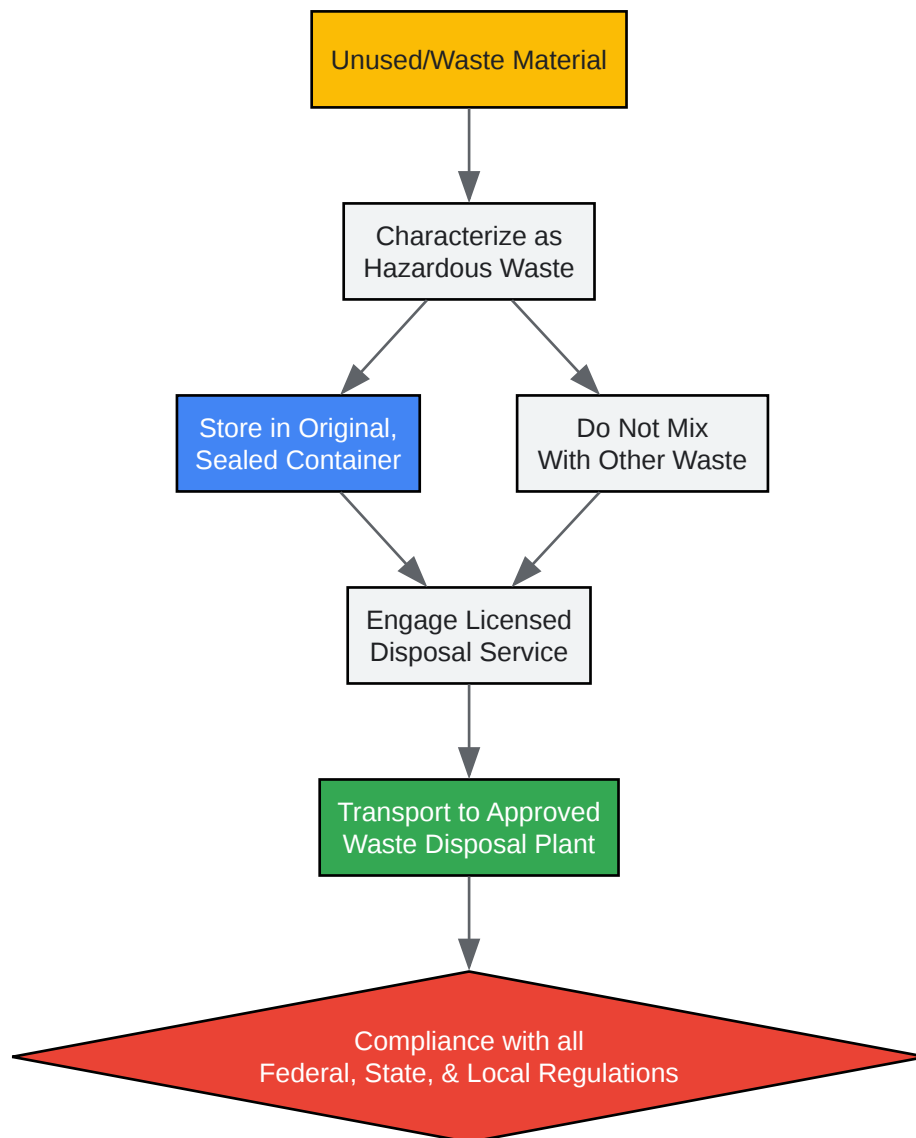 Unused/Waste Material
Characterize as
Hazardous Waste
Store in Original,
Sealed Container
Do Not Mix
With Other Waste
Engage Licensed
Disposal Service
Transport to Approved
Waste Disposal Plant
Compliance with all
Federal, State, & Local Regulations